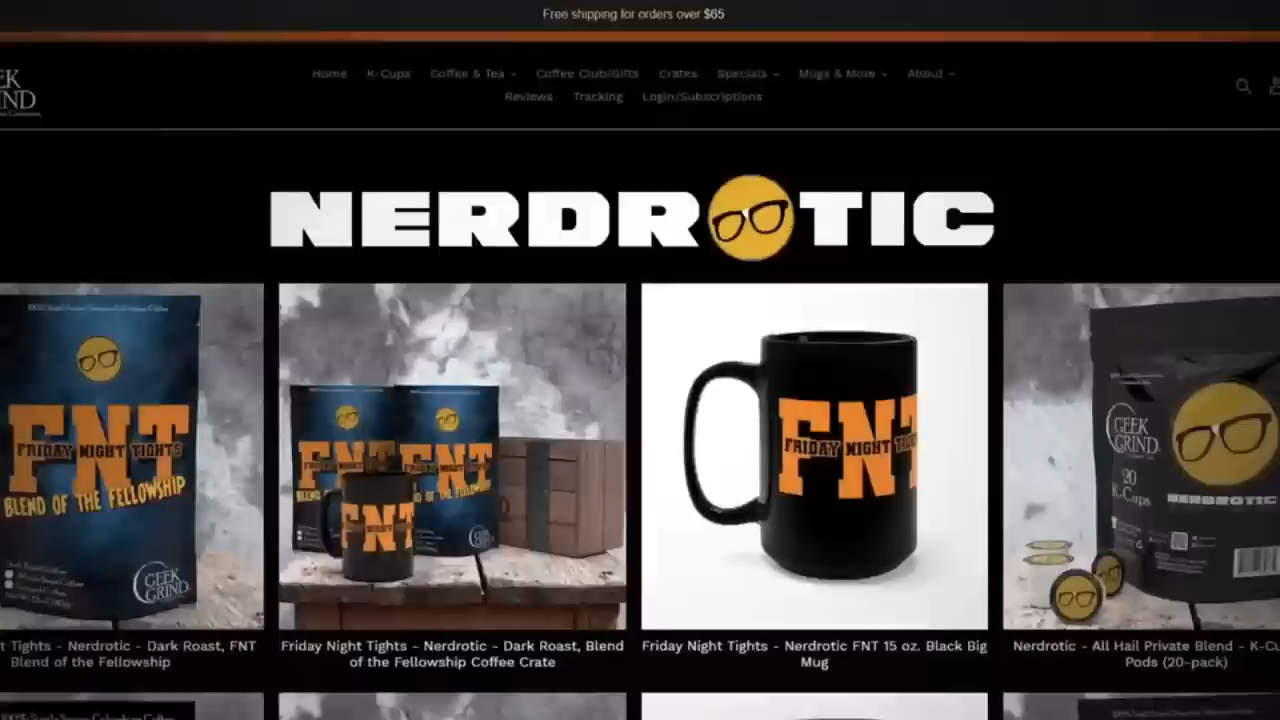 Free shipping for orders over $65
Home K-Cups Coffee & Tea Coffee Club/Gifts Crates Specials Mugs & More About
Reviews Tracking Login/Subscriptions
NERDROTIC
FNT
FRIDAY NIGHT TIGHTS
BLEND OF THE FELLOWSHIP
GEEK
GRIND
FNT
FNT
FNT
NIGHT
FNT
FRIDAY NIGHT
GEEK
GRIND
20
K-Cups
NERDROTIC
t Tights - Nerdrotic - Dark Roast, FNT
Blend of the Fellowship
Friday Night Tights - Nerdrotic - Dark Roast, Blend
of the Fellowship Coffee Crate
Friday Night Tights - Nerdrotic FNT 15 oz. Black Big
Mug
Nerdrotic - All Hail Private Blend - K-Cu
Pods (20-pack)